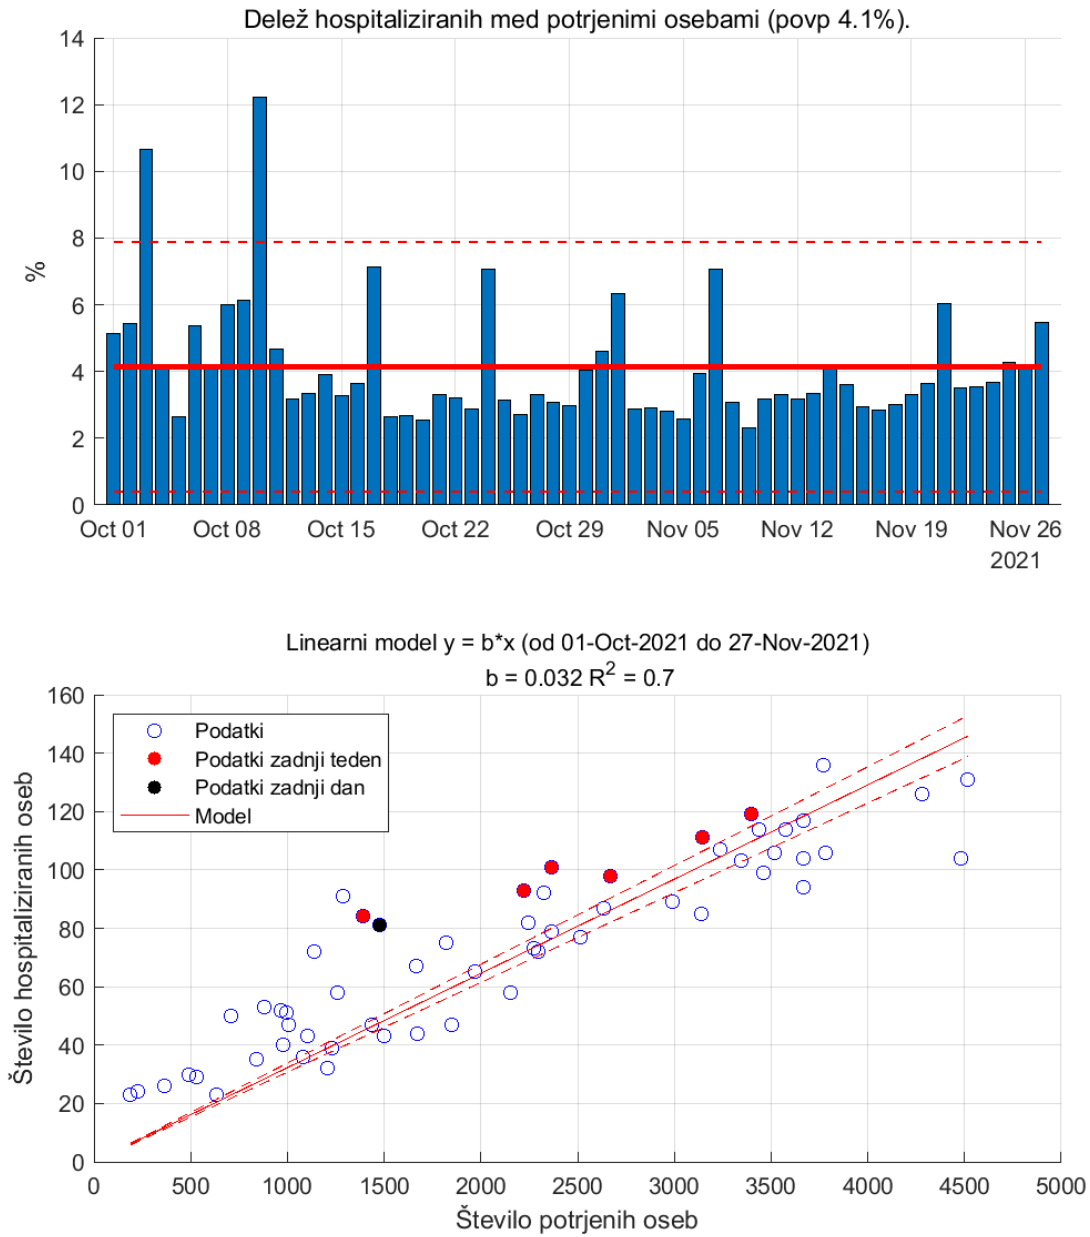 Delež hospitaliziranih med potrjenimi osebami (povp 4.1%).
14
12
10
8
6
4
2
0
%
Oct 01 Oct 08 Oct 15 Oct 22 Oct 29 Nov 05 Nov 12 Nov 19 Nov 26
2021
Linearni model y = b*x (od 01-Oct-2021 do 27-Nov-2021)
b = 0.032 R² = 0.7
160
140
120
100
80
60
40
20
0
Število hospitaliziranih oseb
Podatki
Podatki zadnji teden
Podatki zadnji dan
Model
0 500 1000 1500 2000 2500 3000 3500 4000 4500 5000
Število potrjenih oseb